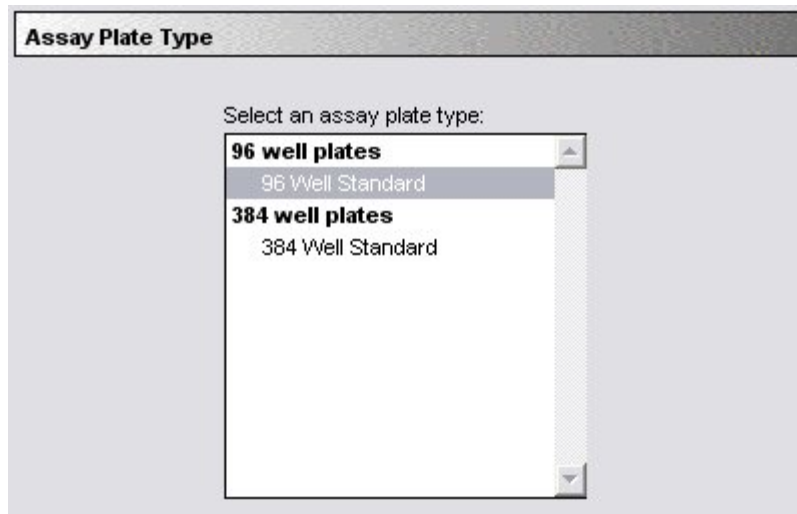 Assay Plate Type
Select an assay plate type:
96 well plates
96 Well Standard
384 well plates
384 Well Standard